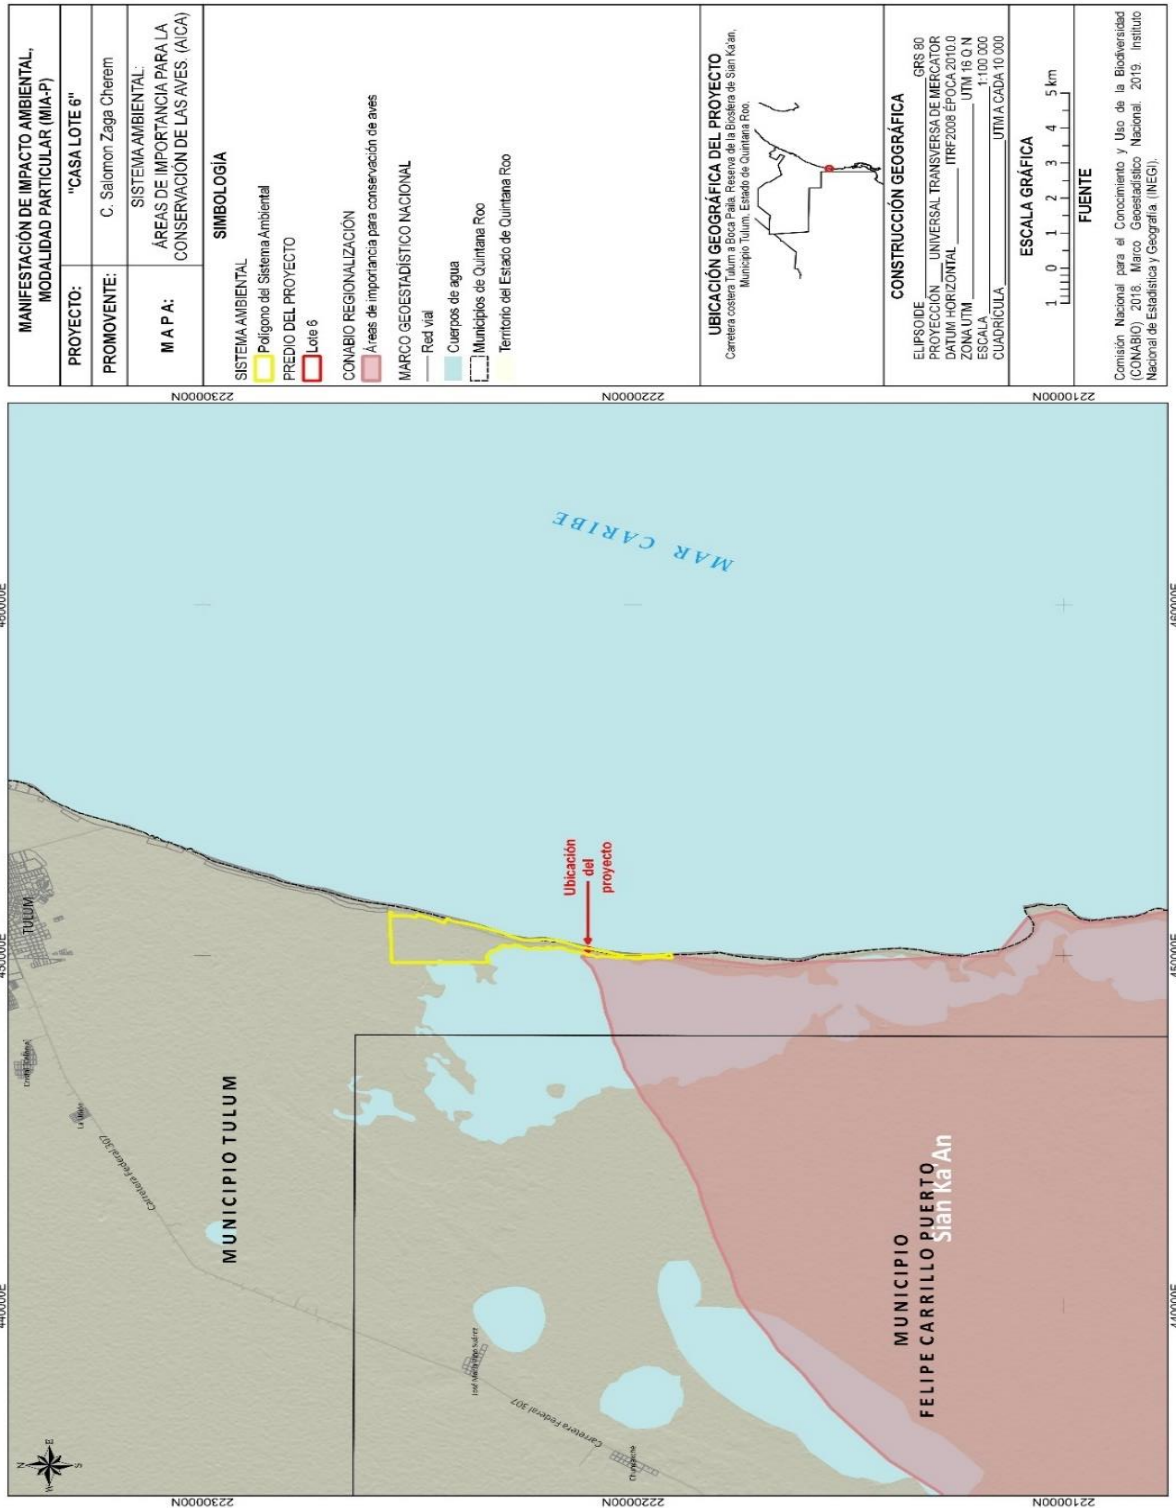 MANIFESTACIÓN DE IMPACTO AMBIENTAL,
MODALIDAD PARTICULAR (MIA-P)
PROYECTO: "CASA LOTE 6"
PROMOVENTE: C. Salomon Zaga Cherem
M A P A: SISTEMA AMBIENTAL:
ÁREAS DE IMPORTANCIA PARA LA
CONSERVACIÓN DE LAS AVES. (AICA)
SIMBOLOGÍA
SISTEMA AMBIENTAL
Polígono del Sistema Ambiental
PREDIO DEL PROYECTO
Lote 6
CONABIO REGIONALIZACIÓN
Áreas de importancia para conservación de aves
MARCO GEOESTADÍSTICO NACIONAL
Red vial
Cuerpos de agua
Municipios de Quintana Roo
Territorio del Estado de Quintana Roo
UBICACIÓN GEOGRÁFICA DEL PROYECTO
Carretera costera Tulum a Boca Paila, Reserva de la Biosfera de Sian Ka'an,
Municipio Tulum, Estado de Quintana Roo.
CONSTRUCCIÓN GEOGRÁFICA
ELIPSOIDE GRS 80
PROYECCIÓN UNIVERSAL TRANSVERSA DE MERCATOR
DATUM HORIZONTAL ITRF2008 ÉPOCA 2010.0
ZONA UTM UTM 16 Q N
ESCALA 1:100 000
CUADRÍCULA UTM A CADA 10 000
ESCALA GRÁFICA
1 0 1 2 3 4 5 km
FUENTE
Comisión Nacional para el Conocimiento y Uso de la Biodiversidad
(CONABIO). 2018. Marco Geoestadístico Nacional. 2019. Instituto
Nacional de Estadística y Geografía. (INEGI).
440000E
450000E
460000E
2230000N
2220000N
2210000N
2230000N
2220000N
2210000N
440000E
450000E
460000E
N
E
S
W
TULUM
La Unión
Carretera Federal 307
MUNICIPIO TULUM
Carretera Federal 307
Chunyaxché
Ubicación
del
proyecto
MAR CARIBE
MUNICIPIO
FELIPE CARRILLO PUERTO
Sian Ka'An